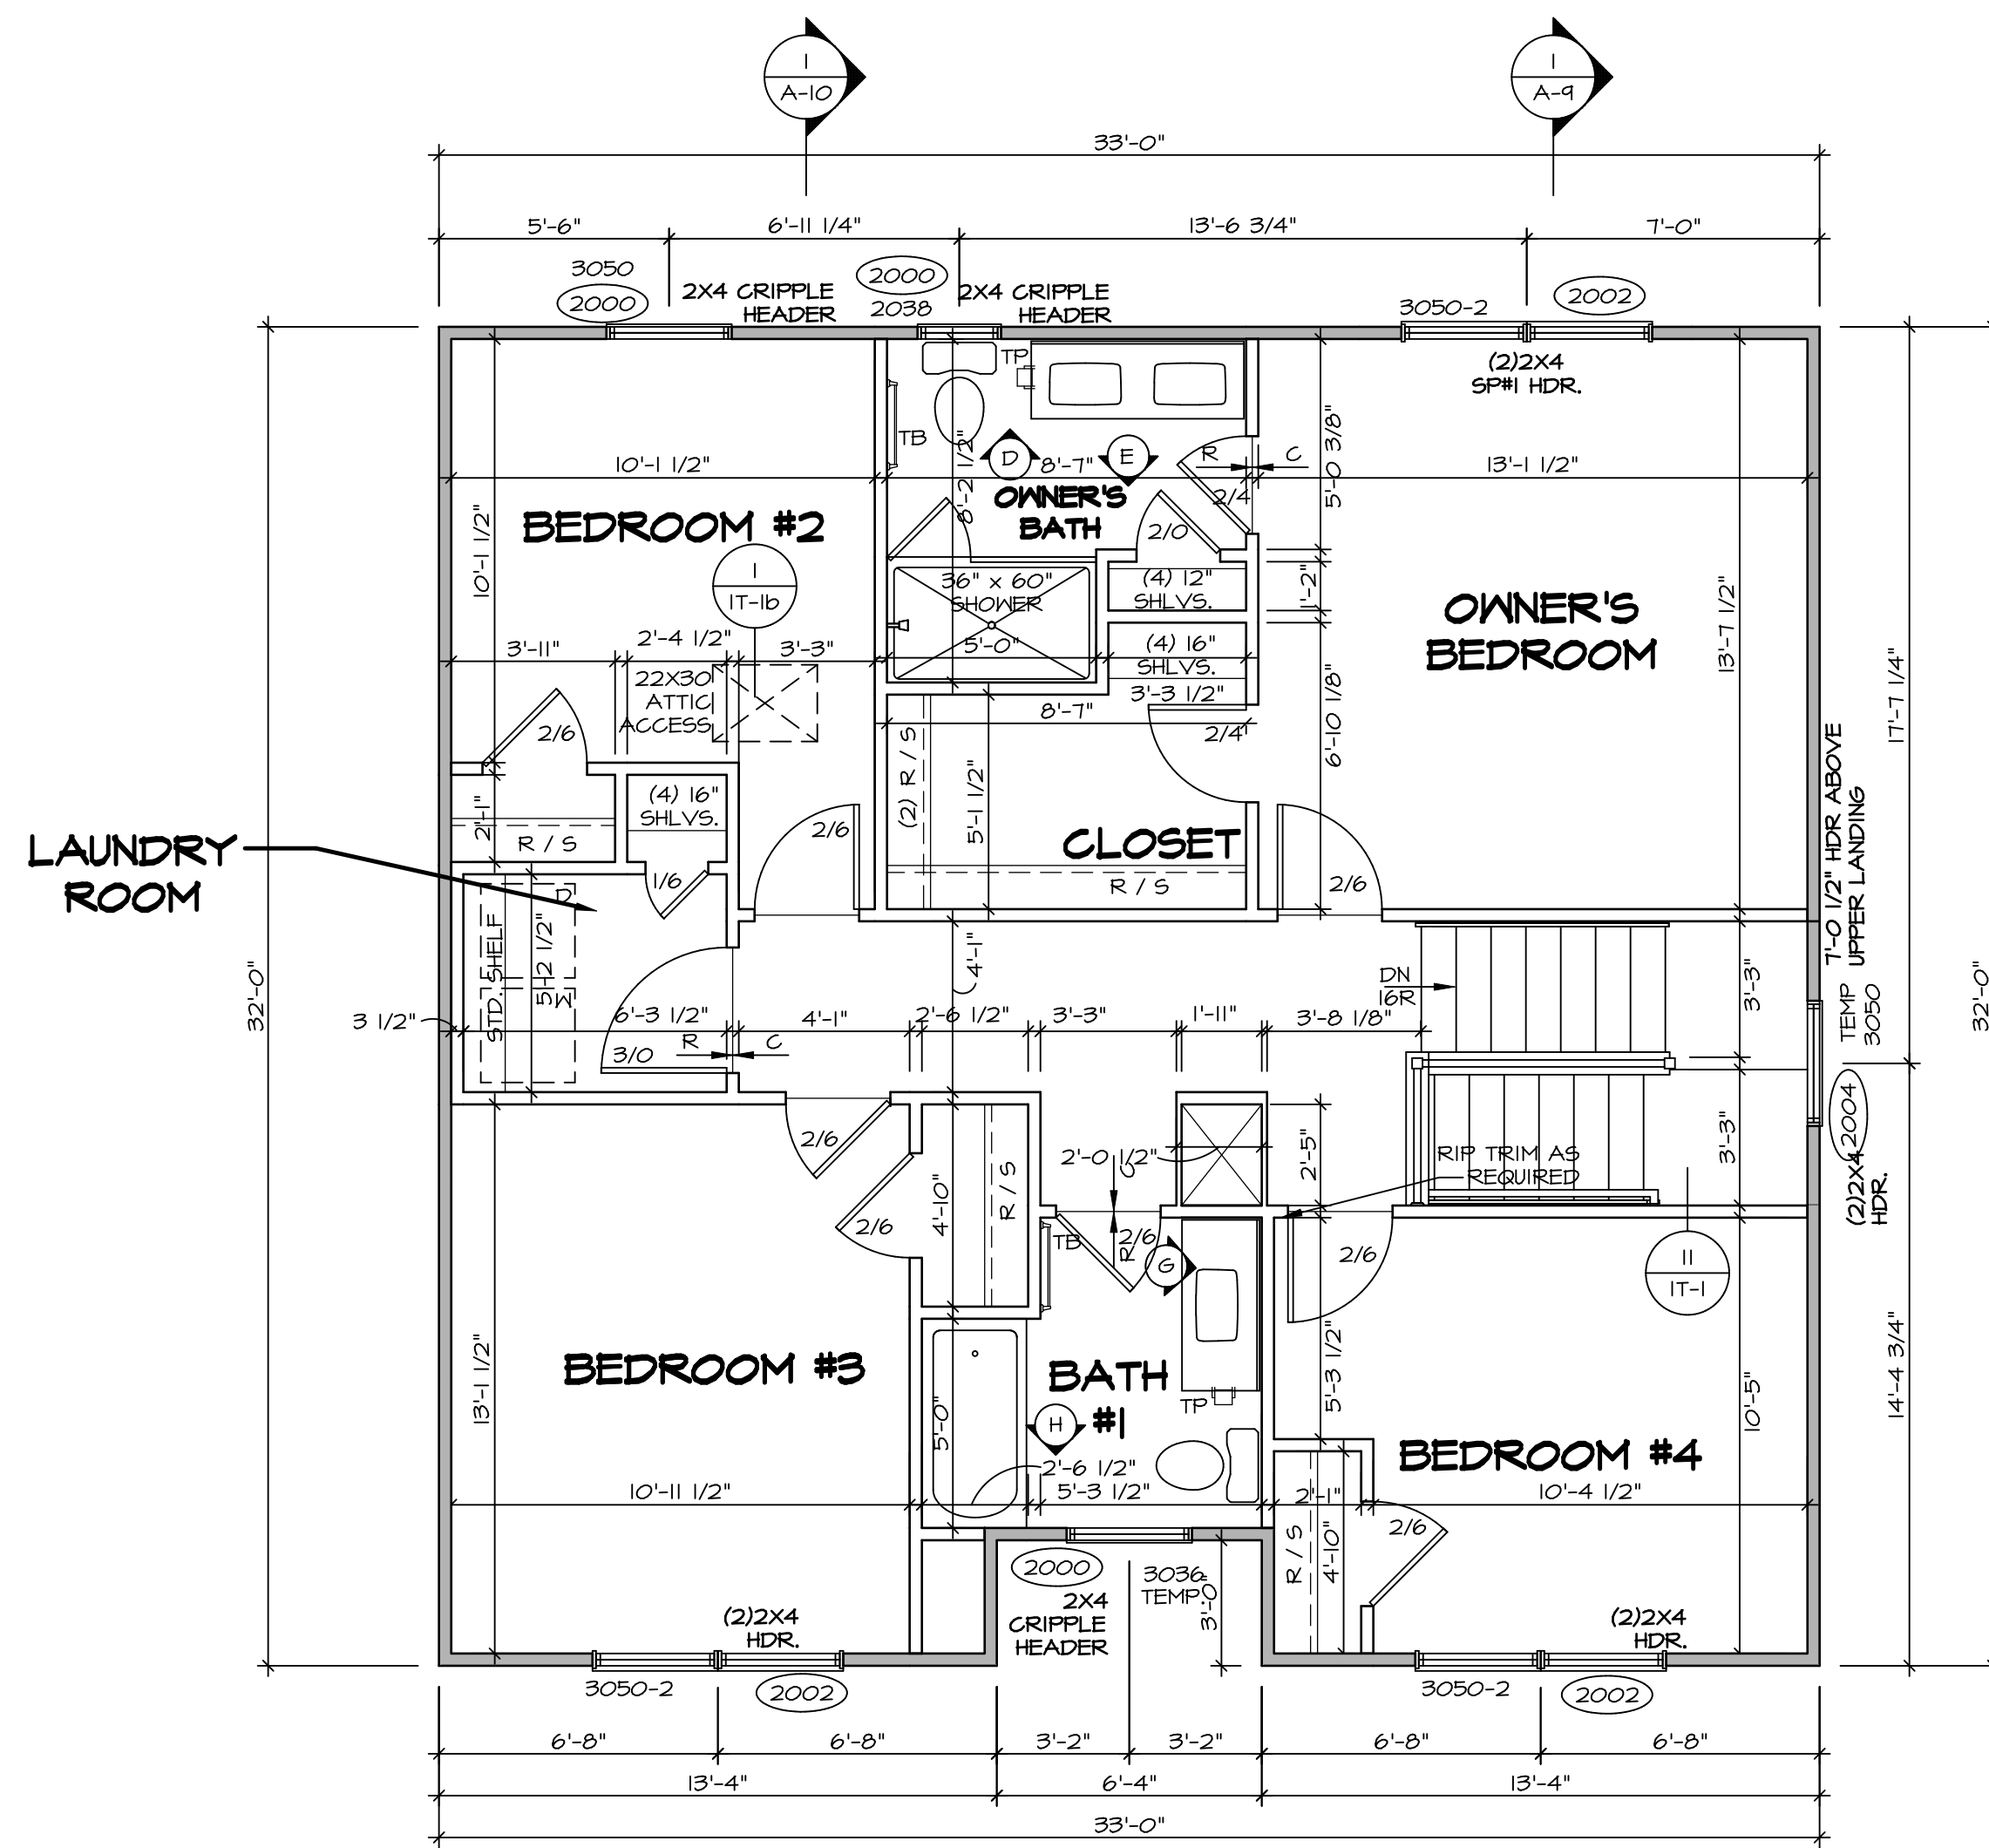 1
A-10
1
A-9
33'-0"
5'-6"
6'-11 1/4"
13'-6 3/4"
7'-0"
3050
2000
2X4 CRIPPLE
HEADER
2000
2038
2X4 CRIPPLE
HEADER
3050-2
2002
(2)2X4
SP#1 HDR.
TP
TB
D
E
R
C
10'-1 1/2"
8'-2 1/2"
8'-7"
5'-0 3/8"
13'-1 1/2"
OWNER'S
BATH
2/4
2/0
BEDROOM #2
10'-1 1/2"
1
1T-1b
36" x 60"
SHOWER
5'-0"
(4) 12"
SHLVS.
1'-2"
(4) 16"
SHLVS.
3'-3 1/2"
OWNER'S
BEDROOM
13'-7 1/2"
3'-11"
2'-4 1/2"
3'-3"
22X30
ATTIC
ACCESS
2/6
8'-7"
2/4
6'-10 1/8"
17'-7 1/4"
(2) R / S
5'-1 1/2"
2'-1"
R / S
(4) 16"
SHLVS.
2/6
CLOSET
R / S
2/6
7'-0 1/2" HDR ABOVE
UPPER LANDING
LAUNDRY
ROOM
1/6
D
W
STD. SHELF
5'-2 1/2"
32'-0"
3 1/2"
6'-3 1/2"
R
C
3/0
4'-1"
4'-1"
2'-6 1/2"
3'-3"
1'-11"
3'-8 1/8"
DN
16R
3'-3"
TEMP
3050
32'-0"
2004
(2)2X4
HDR.
3'-3"
2/6
2/6
4'-10"
R / S
2'-0 1/2"
C
R
2/6
TB
G
2'-5"
RIP TRIM AS
REQUIRED
2/6
11
1T-1
BEDROOM #3
13'-1 1/2"
5'-0"
BATH
#1
H
TP
2'-6 1/2"
5'-3 1/2"
10'-11 1/2"
5'-3 1/2"
BEDROOM #4
10'-5"
14'-4 3/4"
2'-1"
10'-4 1/2"
R / S
4'-10"
2/6
2000
2X4
CRIPPLE
HEADER
3036
TEMP.
3'-0"
(2)2X4
HDR.
(2)2X4
HDR.
3050-2
2002
3050-2
2002
6'-8"
6'-8"
3'-2"
3'-2"
6'-8"
6'-8"
13'-4"
6'-4"
13'-4"
33'-0"